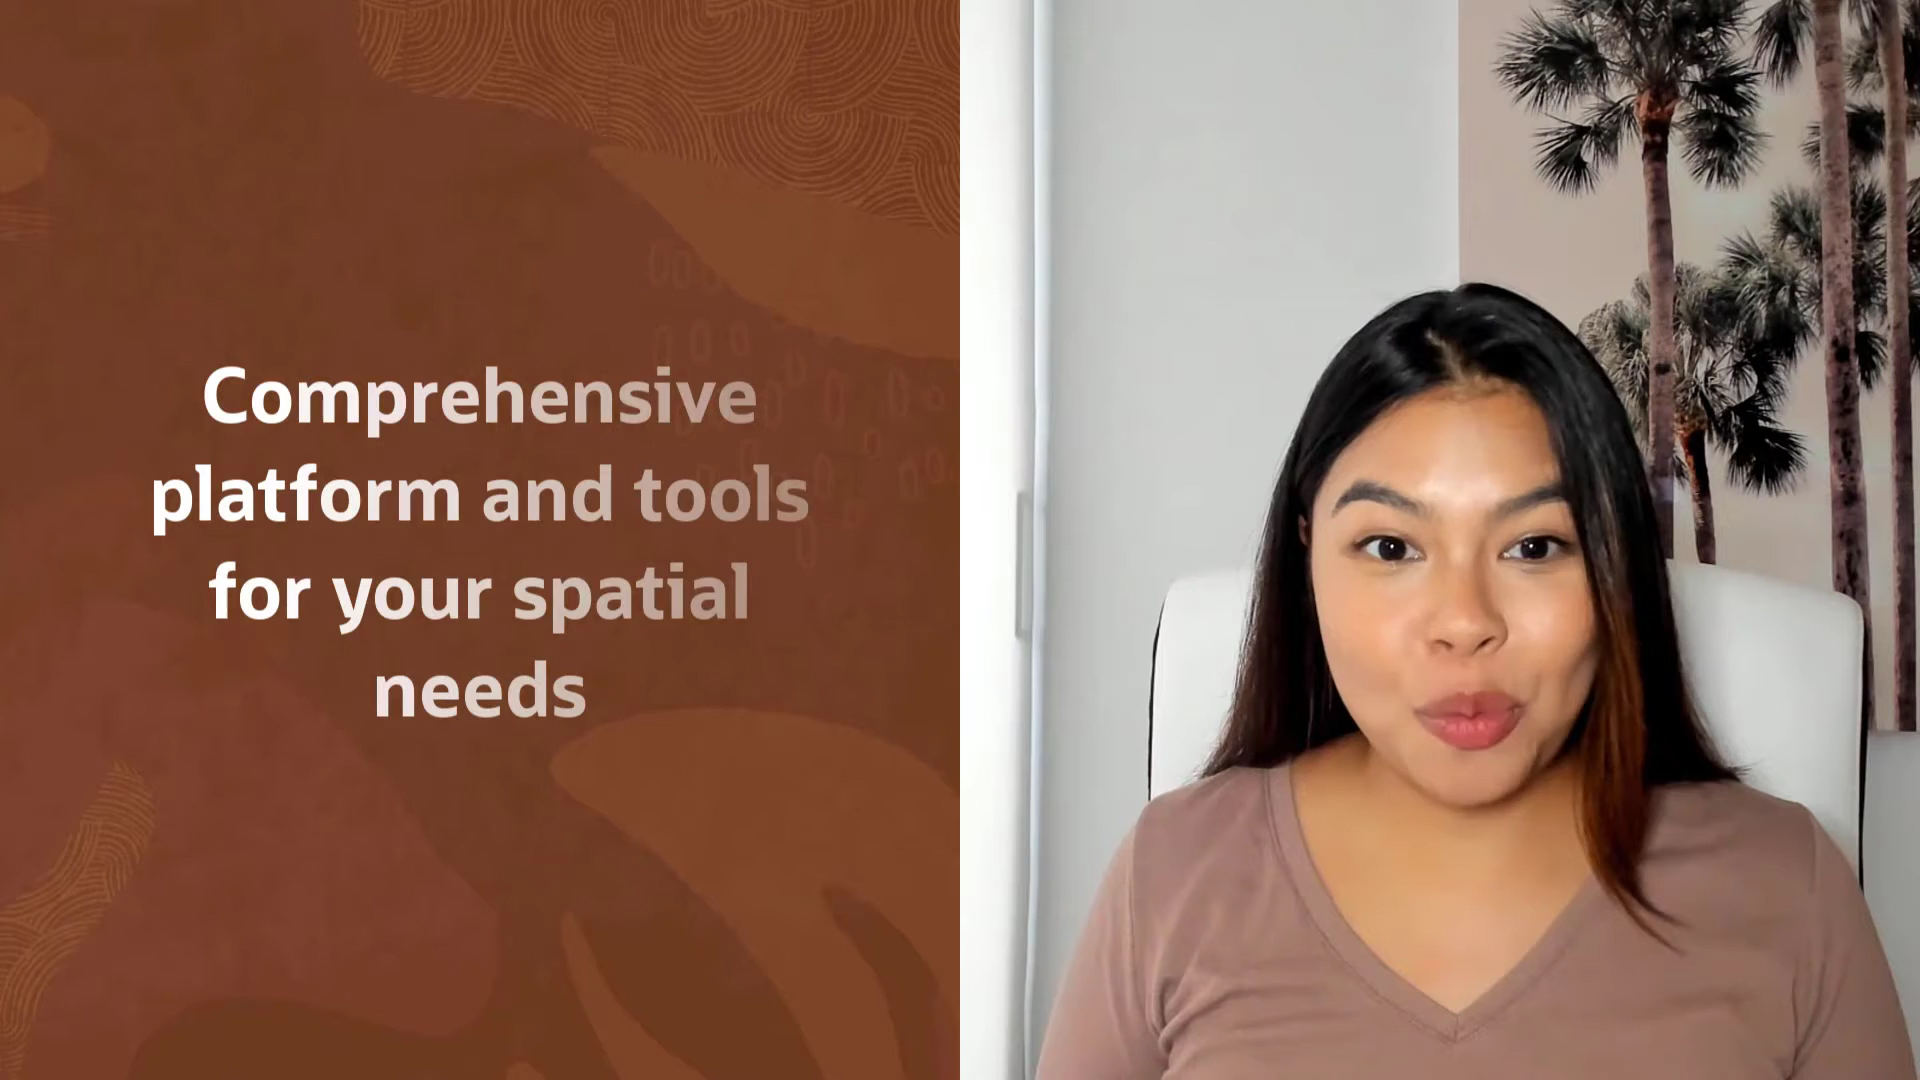 Comprehensive
platform and tools
for your spatial
needs